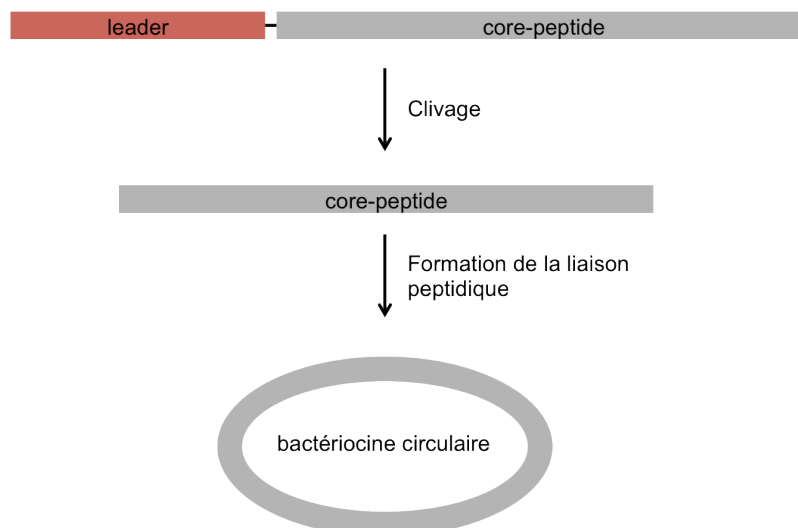 leader
core-peptide
Clivage
core-peptide
Formation de la liaison
peptidique
bactériocine circulaire